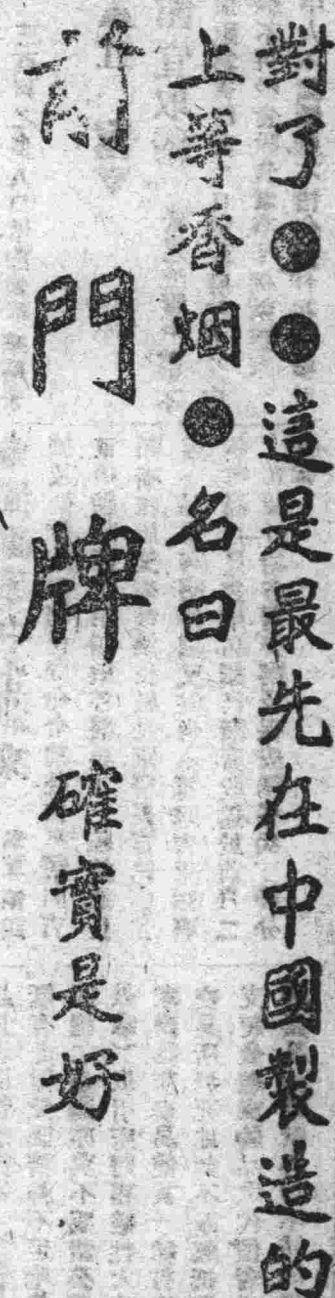 對了●●這是最先在中國製造的
上等香烟●名曰
前門牌 確實是好